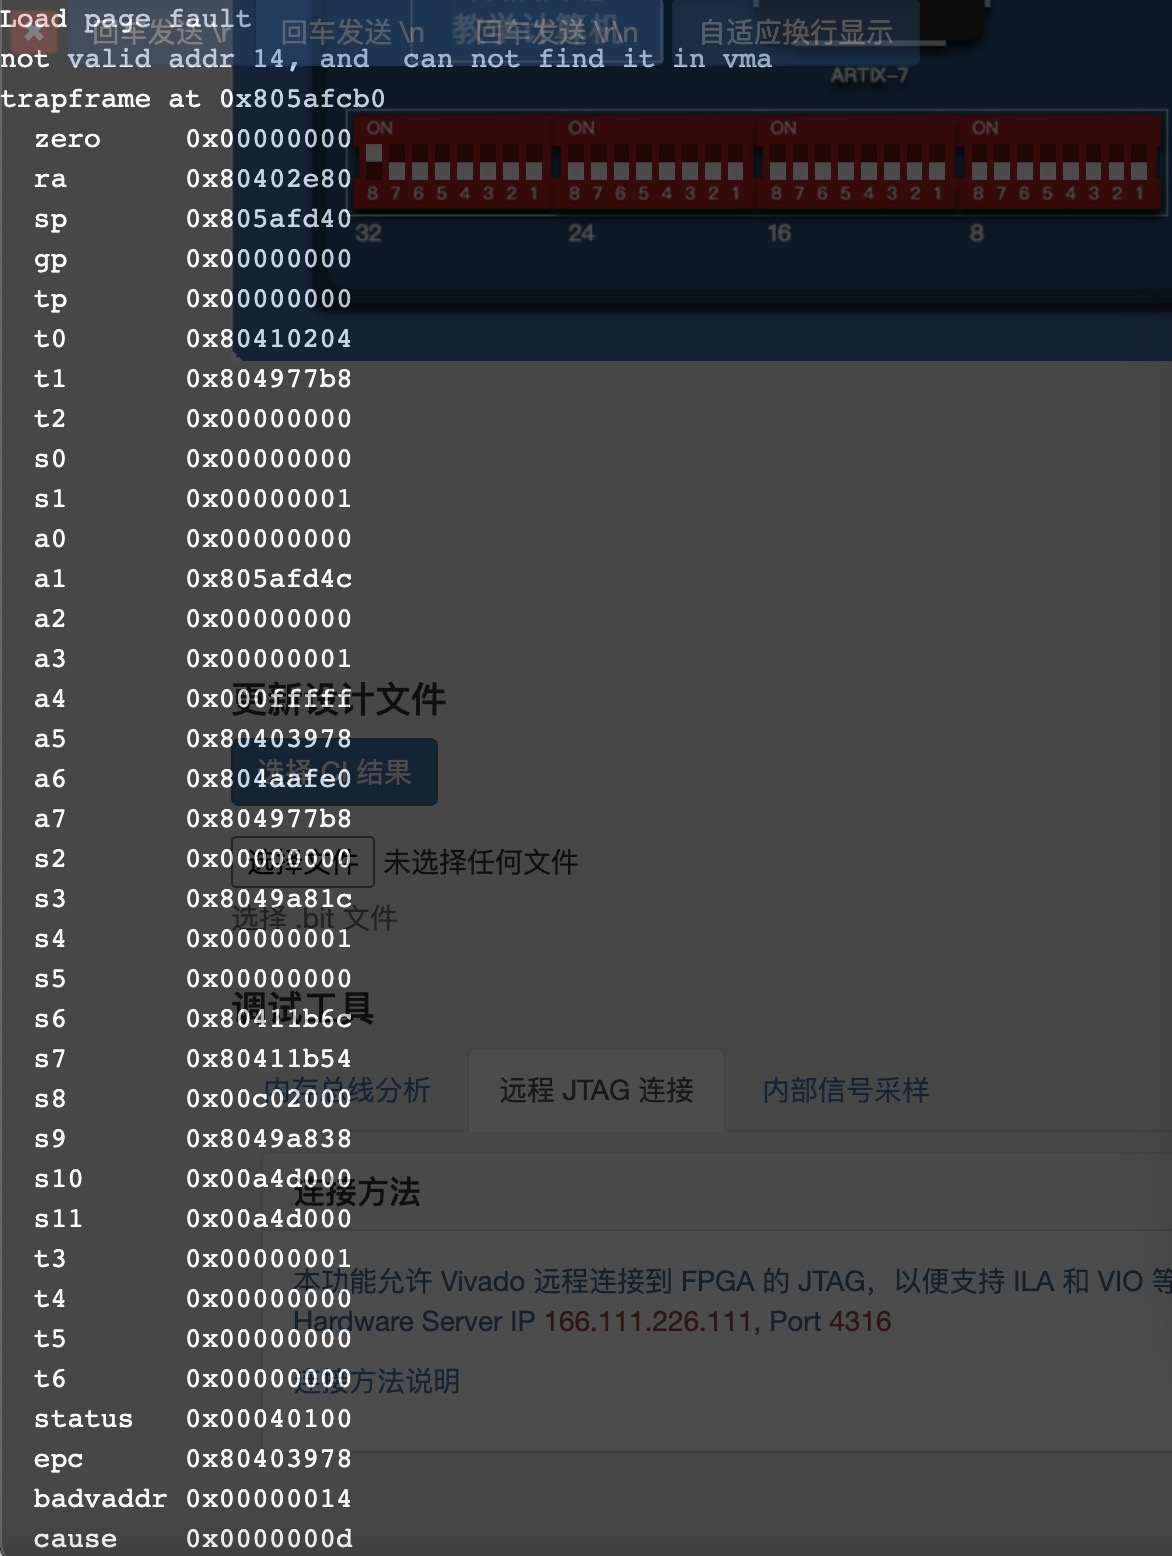 Load page fault
回车发送 \r
回车发送 \n
回车发送 \r\n
自适应换行显示
not valid addr 14, and  can not find it in vma
ARTIX-7
trapframe at 0x805afcb0
ON ON ON ON
zero 0x00000000
ra 0x80402e80
8 7 6 5 4 3 2 1 8 7 6 5 4 3 2 1 8 7 6 5 4 3 2 1 8 7 6 5 4 3 2 1
sp 0x805afd40
32 24 16 8
gp 0x00000000
tp 0x00000000
t0 0x80410204
t1 0x804977b8
t2 0x00000000
s0 0x00000000
s1 0x00000001
a0 0x00000000
a1 0x805afd4c
a2 0x00000000
a3 0x00000001
a4 0x000fffff
更新设计文件
a5 0x80403978
a6 0x804aafe0
选择 CI 结果
a7 0x804977b8
s2 0x00000000
选择文件 未选择任何文件
s3 0x8049a81c
选择 .bit 文件
s4 0x00000001
s5 0x00000000
调试工具
s6 0x80411b6c
s7 0x80411b54
s8 0x00c02000
内存总线分析 远程 JTAG 连接 内部信号采样
s9 0x8049a838
s10 0x00a4d000
连接方法
s11 0x00a4d000
t3 0x00000001
本功能允许 Vivado 远程连接到 FPGA 的 JTAG，以便支持 ILA 和 VIO 等
t4 0x00000000
Hardware Server IP 166.111.226.111, Port 4316
t5 0x00000000
t6 0x00000000
连接方法说明
status 0x00040100
epc 0x80403978
badvaddr 0x00000014
cause 0x0000000d